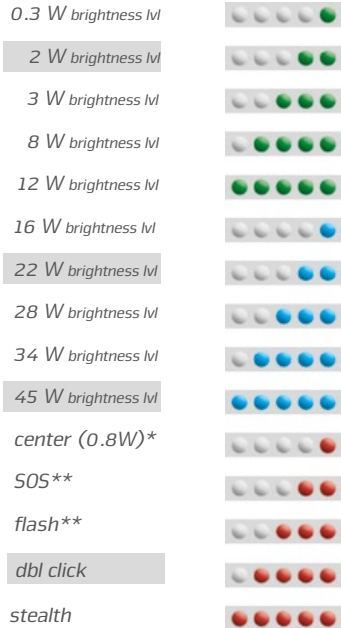 0.3 W brightness lvl
2 W brightness lvl
3 W brightness lvl
8 W brightness lvl
12 W brightness lvl
16 W brightness lvl
22 W brightness lvl
28 W brightness lvl
34 W brightness lvl
45 W brightness lvl
center (0.8W)*
SOS**
flash**
dbl click
stealth